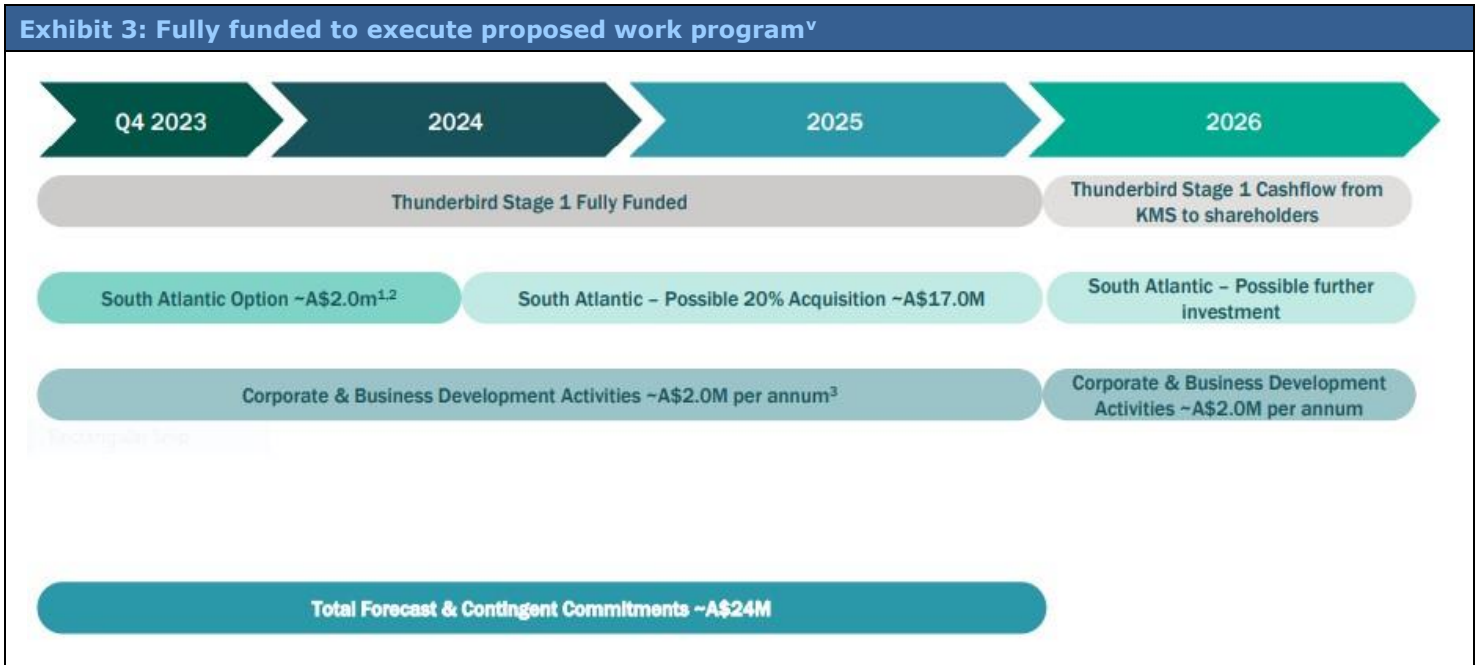 Exhibit 3: Fully funded to execute proposed work programᵛ
Q4 2023
2024
2025
2026
Thunderbird Stage 1 Fully Funded
Thunderbird Stage 1 Cashflow from
KMS to shareholders
South Atlantic Option ~A$2.0m¹,²
South Atlantic – Possible 20% Acquisition ~A$17.0M
South Atlantic – Possible further
investment
Corporate & Business Development Activities ~A$2.0M per annum³
Corporate & Business Development
Activities ~A$2.0M per annum
Total Forecast & Contingent Commitments ~A$24M